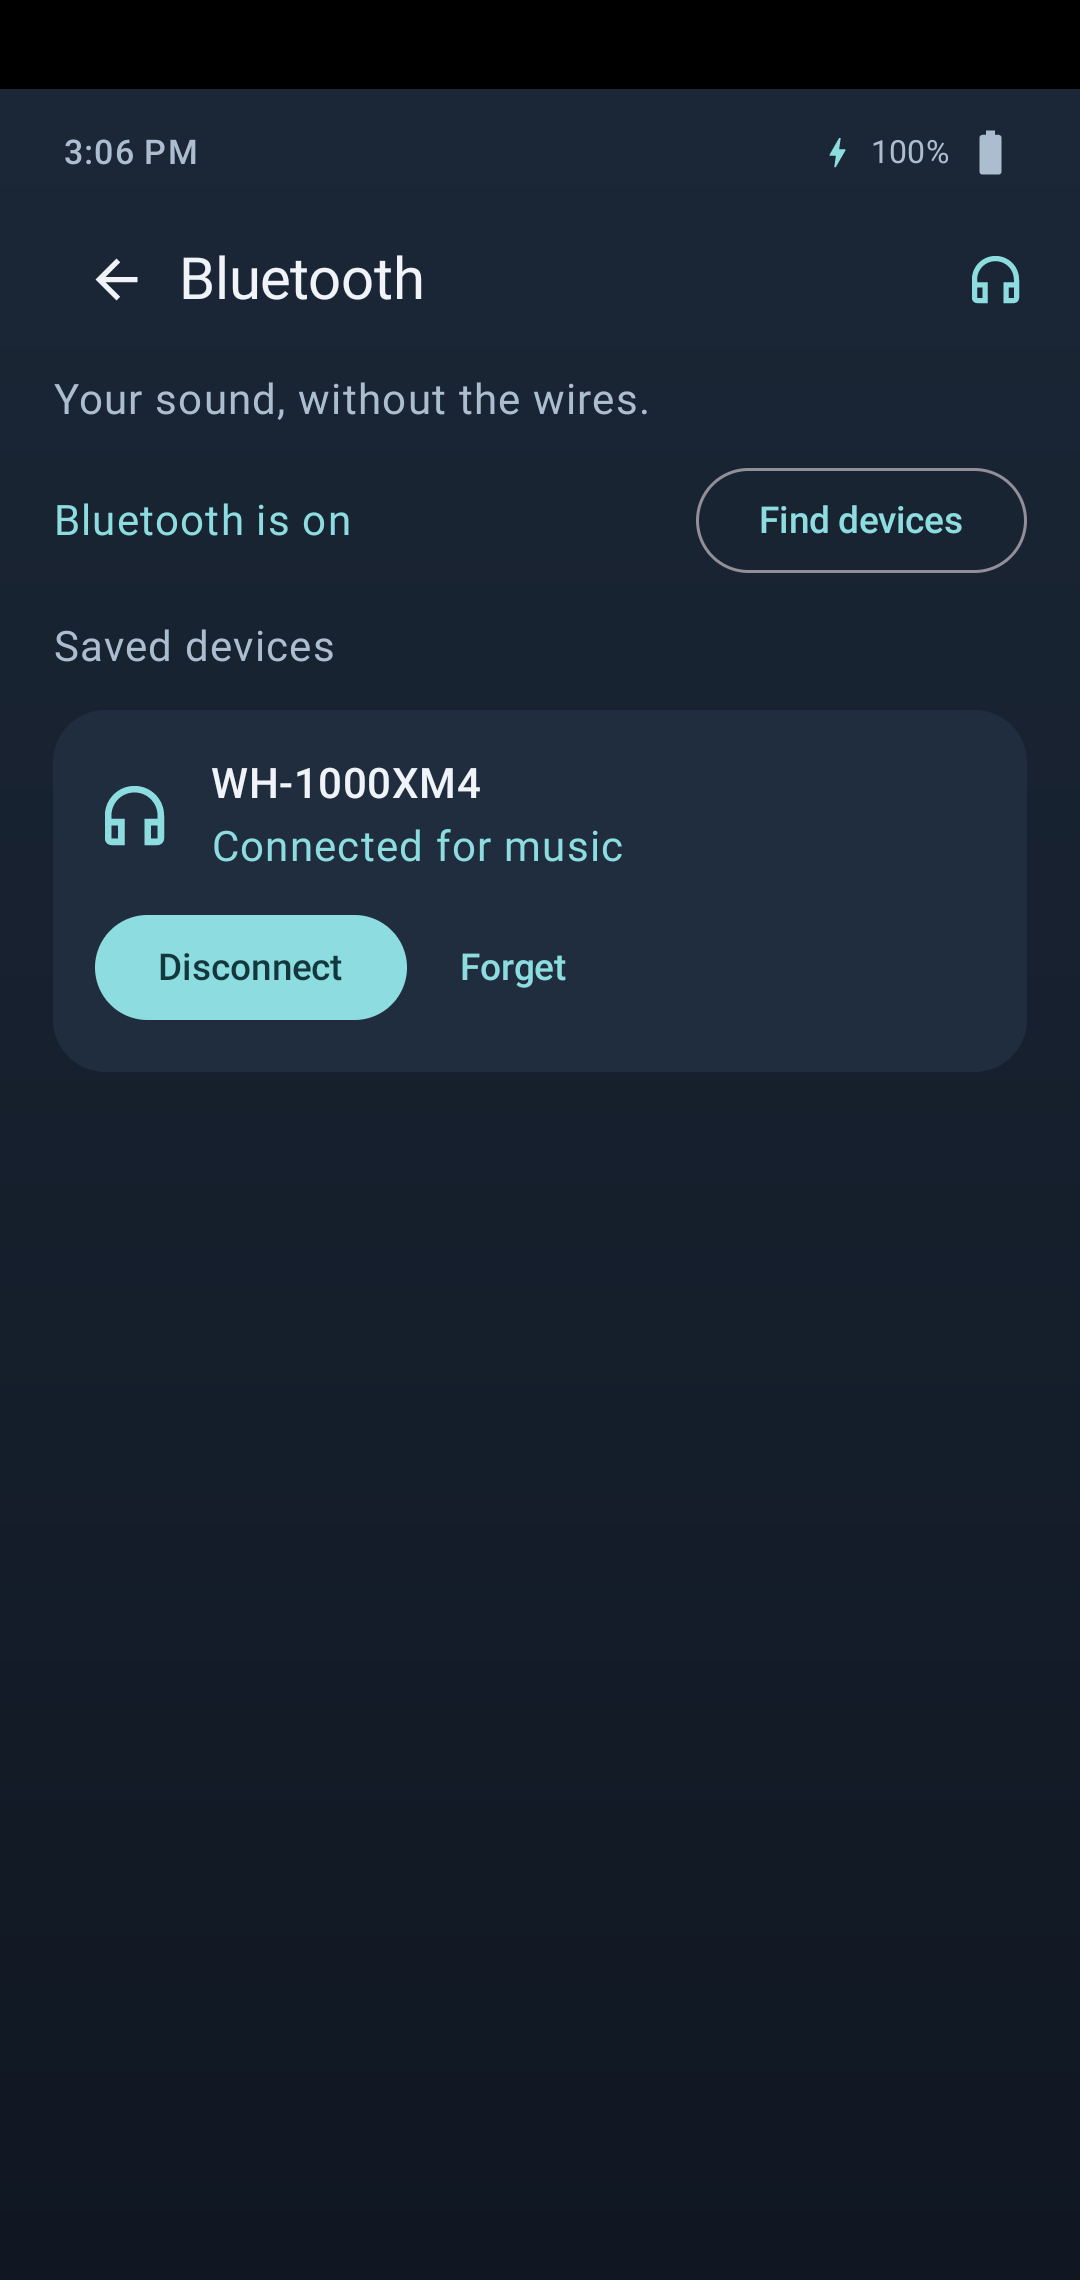 3:06 PM 100%
Bluetooth
Your sound, without the wires.
Bluetooth is on
Find devices
Saved devices
WH-1000XM4
Connected for music
Disconnect Forget